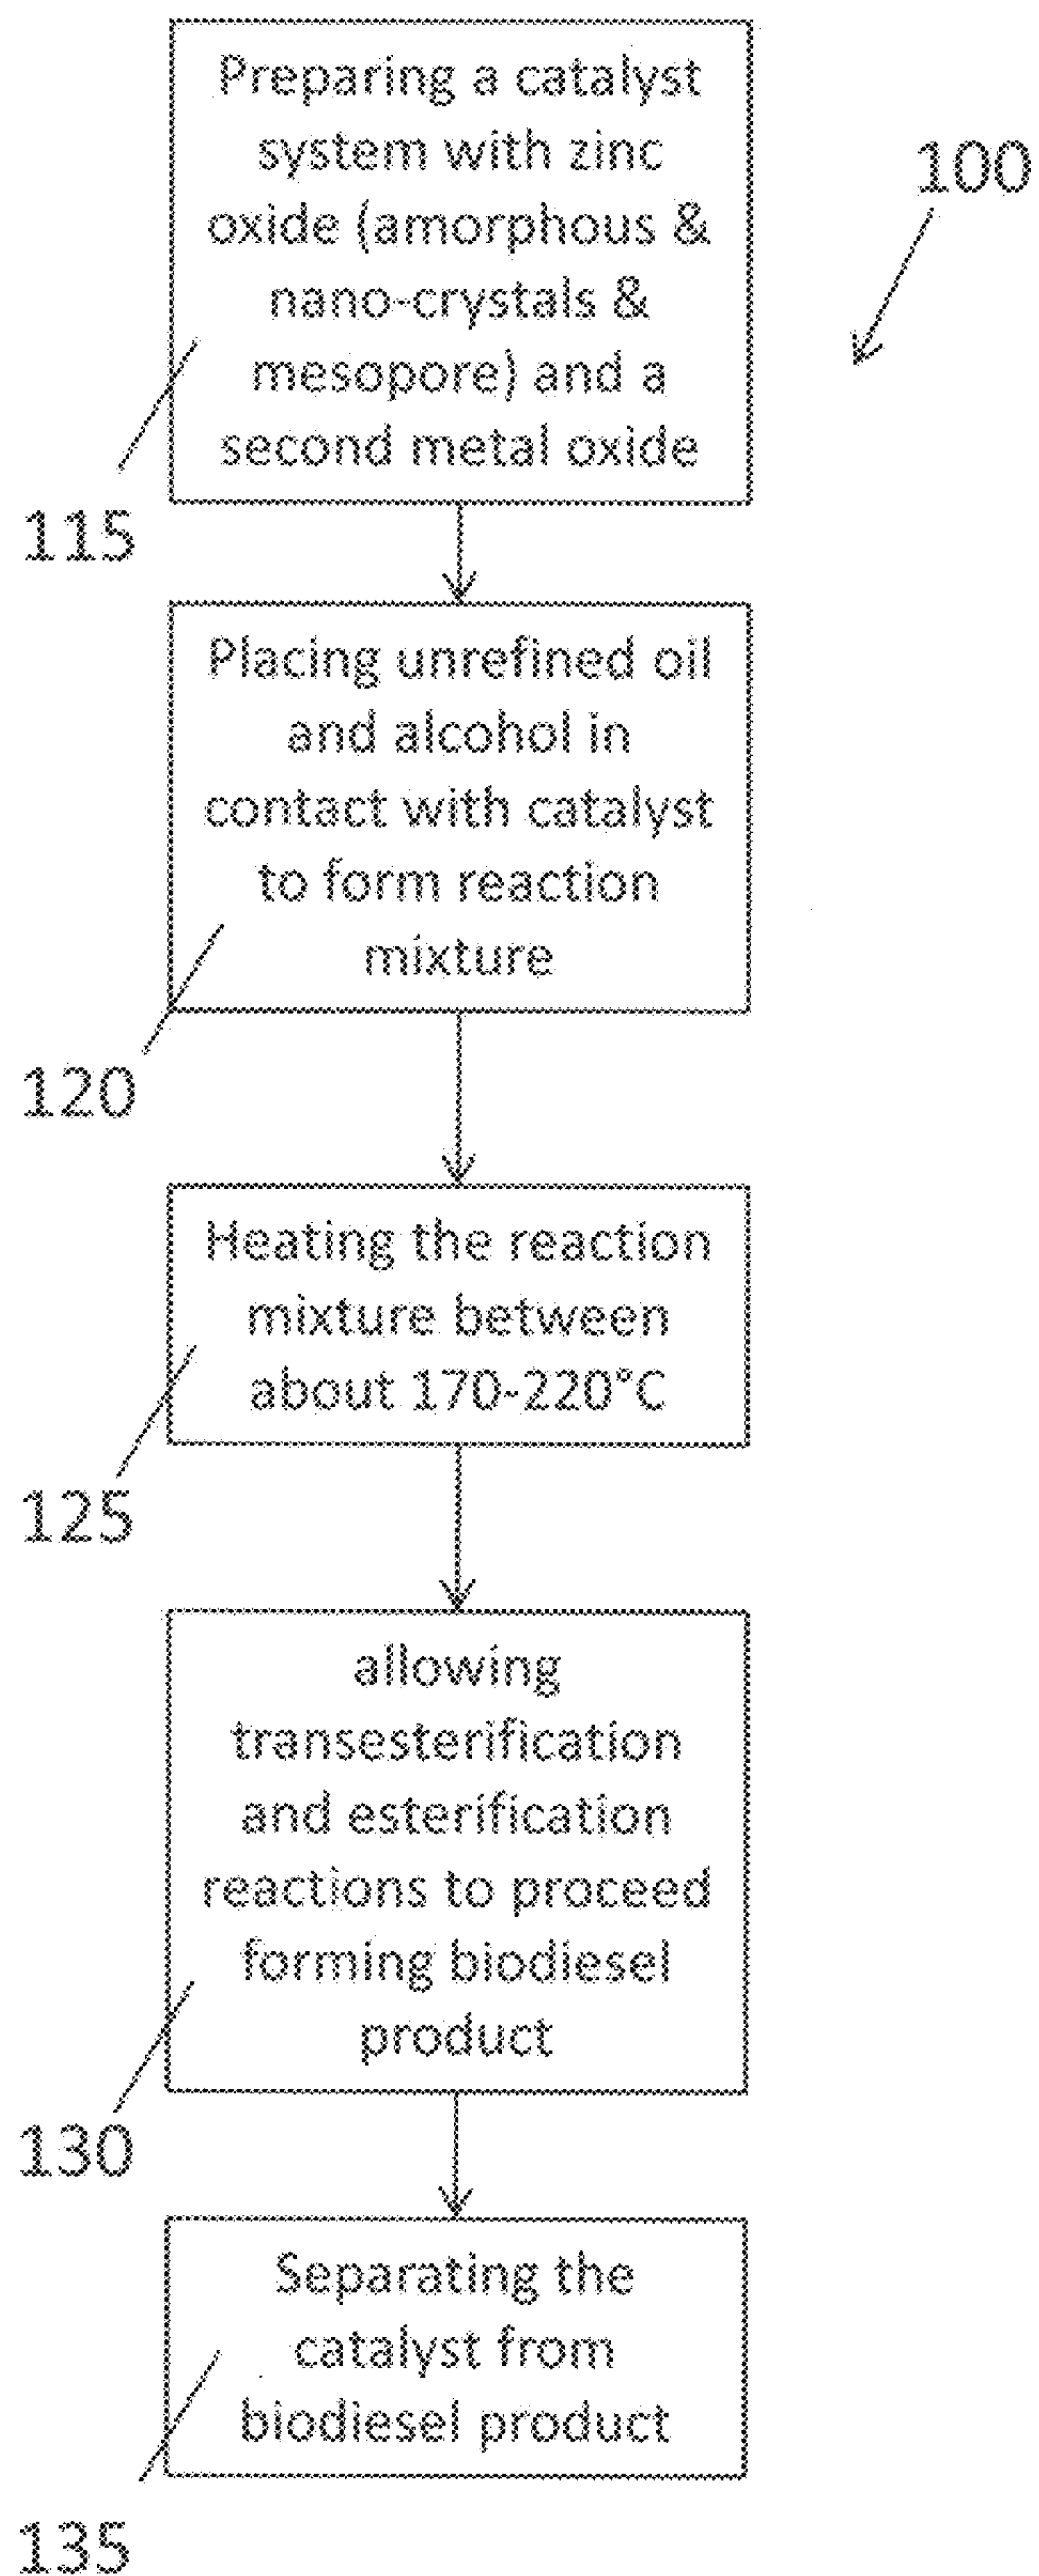 Preparing a catalyst
system with zinc
oxide (amorphous &
nano-crystals &
mesopore) and a
second metal oxide
100
115
Placing unrefined oil
and alcohol in
contact with catalyst
to form reaction
mixture
120
Heating the reaction
mixture between
about 170-220°C
125
allowing
transesterification
and esterification
reactions to proceed
forming biodiesel
product
130
Separating the
catalyst from
biodiesel product
135